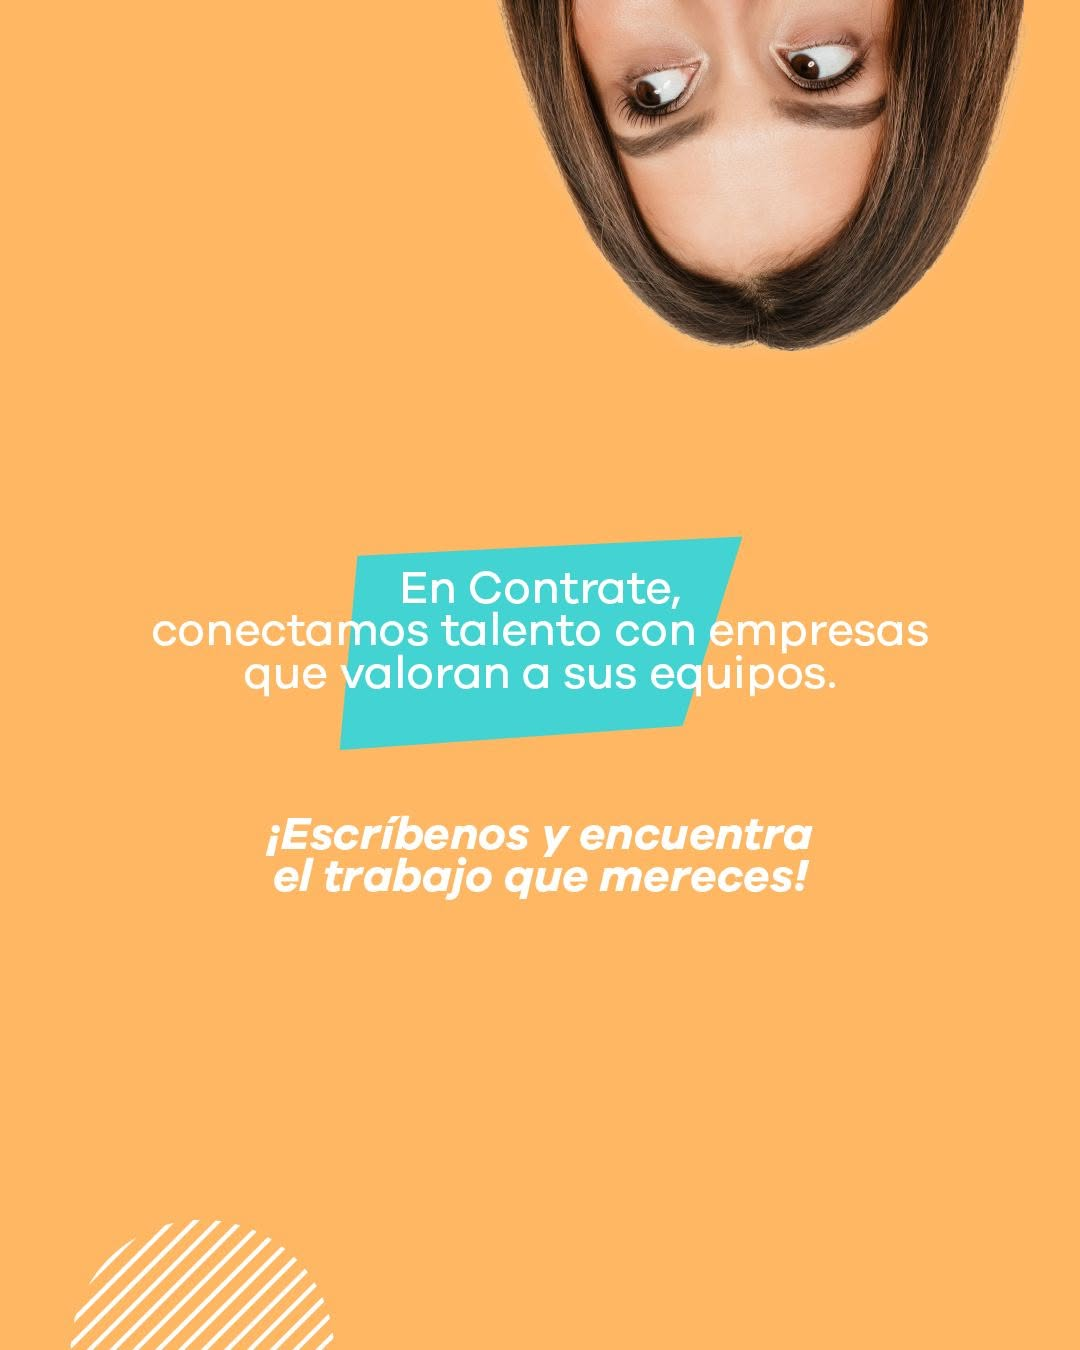 En Contrate,
conectamos talento con empresas
que valoran a sus equipos.
¡Escríbenos y encuentra
el trabajo que mereces!